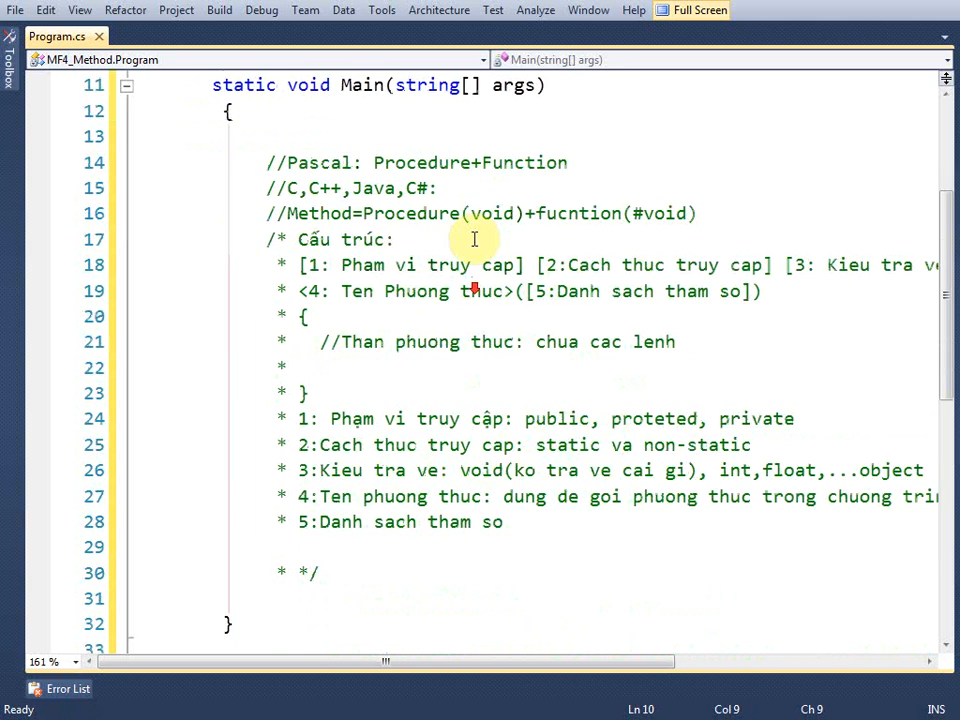 File Edit View Refactor Project Build Debug Team Data Tools Architecture Test Analyze Window Help Full Screen
Toolbox
Program.cs
MF4_Method.Program Main(string[] args)
11 static void Main(string[] args)
12 {
13
14 //Pascal: Procedure+Function
15 //C,C++,Java,C#:
16 //Method=Procedure(void)+fucntion(#void)
17 /* Cấu trúc:
18 * [1: Pham vi truy cap] [2:Cach thuc truy cap] [3: Kieu tra ve
19 * <4: Ten Phuong thuc>([5:Danh sach tham so])
20 * {
21 * //Than phuong thuc: chua cac lenh
22 *
23 * }
24 * 1: Phạm vi truy cập: public, proteted, private
25 * 2:Cach thuc truy cap: static va non-static
26 * 3:Kieu tra ve: void(ko tra ve cai gi), int,float,...object
27 * 4:Ten phuong thuc: dung de goi phuong thuc trong chuong trin
28 * 5:Danh sach tham so
29
30 * */
31
32 }
33
161 %
Error List
Ready Ln 10 Col 9 Ch 9 INS